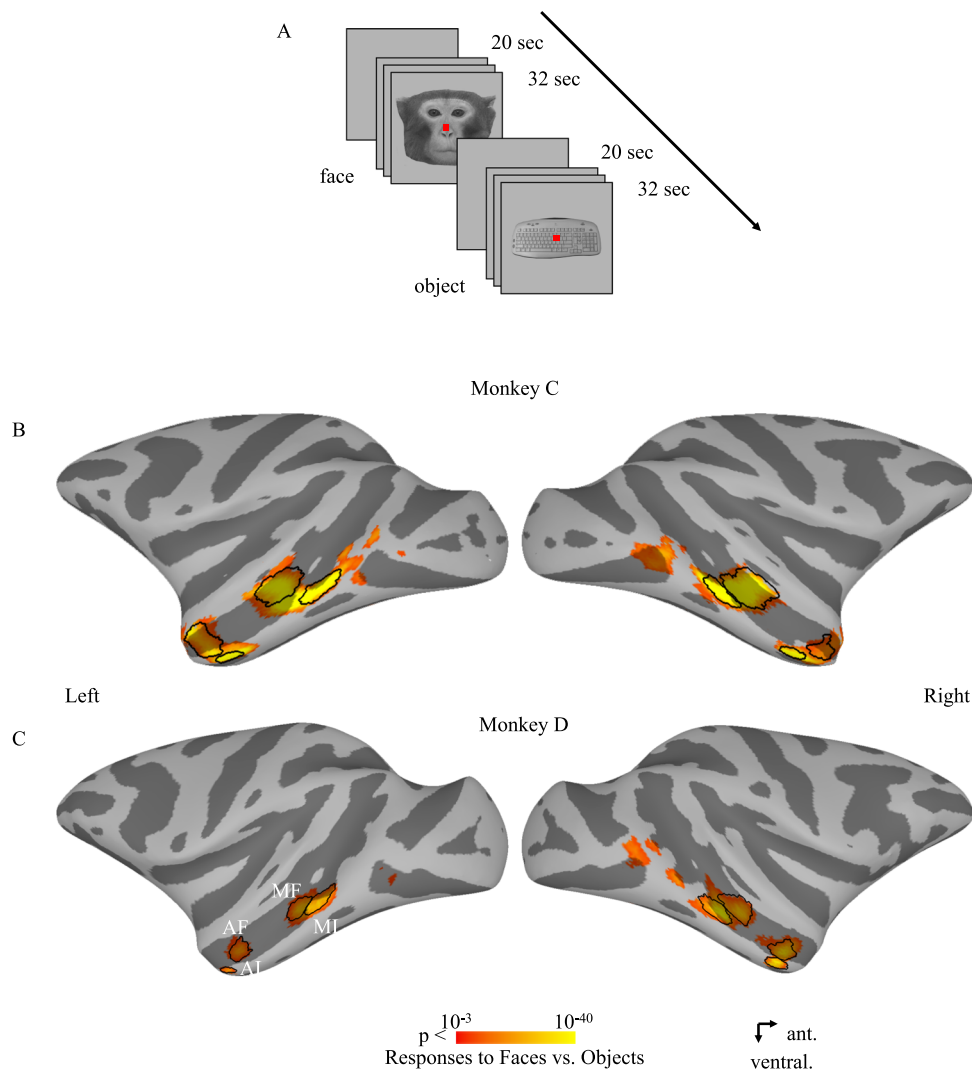 A
20 sec
32 sec
face
20 sec
32 sec
object
Monkey C
B
Left
Right
Monkey D
C
MF
ML
AF
AL
10-3 10-40
p <
Responses to Faces vs. Objects
ant.
ventral.